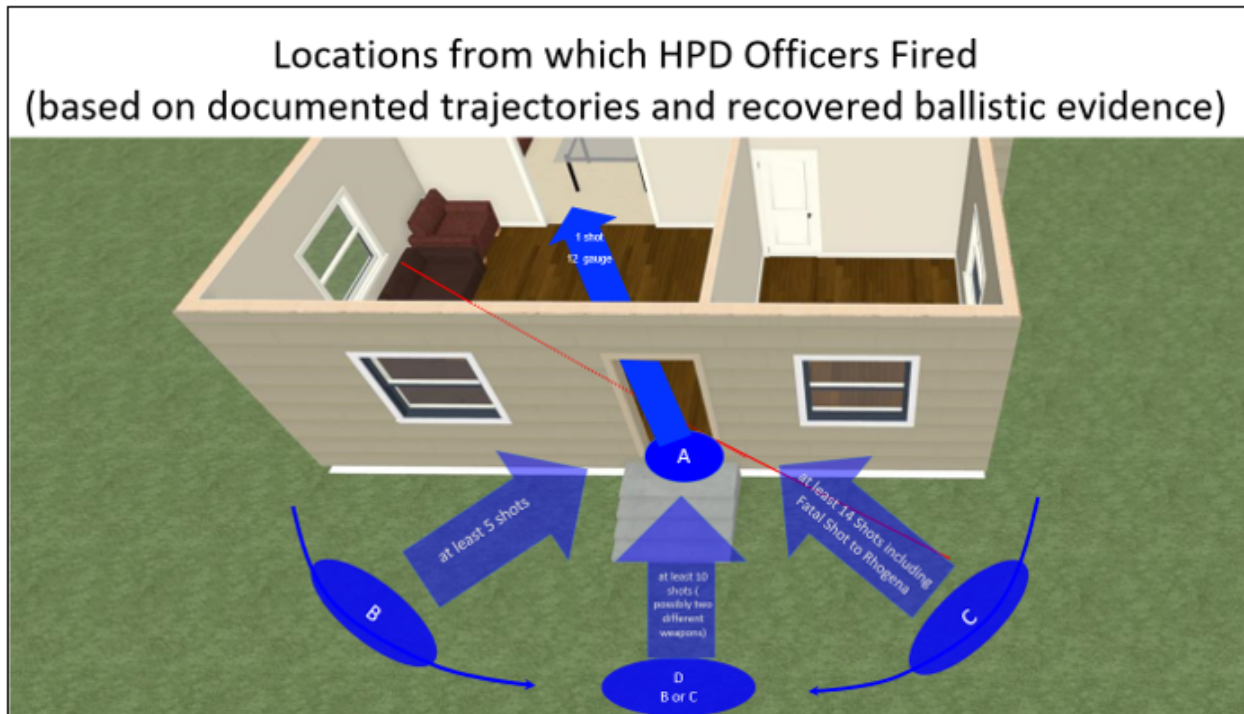 Locations from which HPD Officers Fired
(based on documented trajectories and recovered ballistic evidence)
1 shot
12 gauge
A
at least 5 shots
at least 14 Shots including
Fatal Shot to Rhogena
at least 10
shots (
possibly two
different
weapons)
B
C
D
B or C